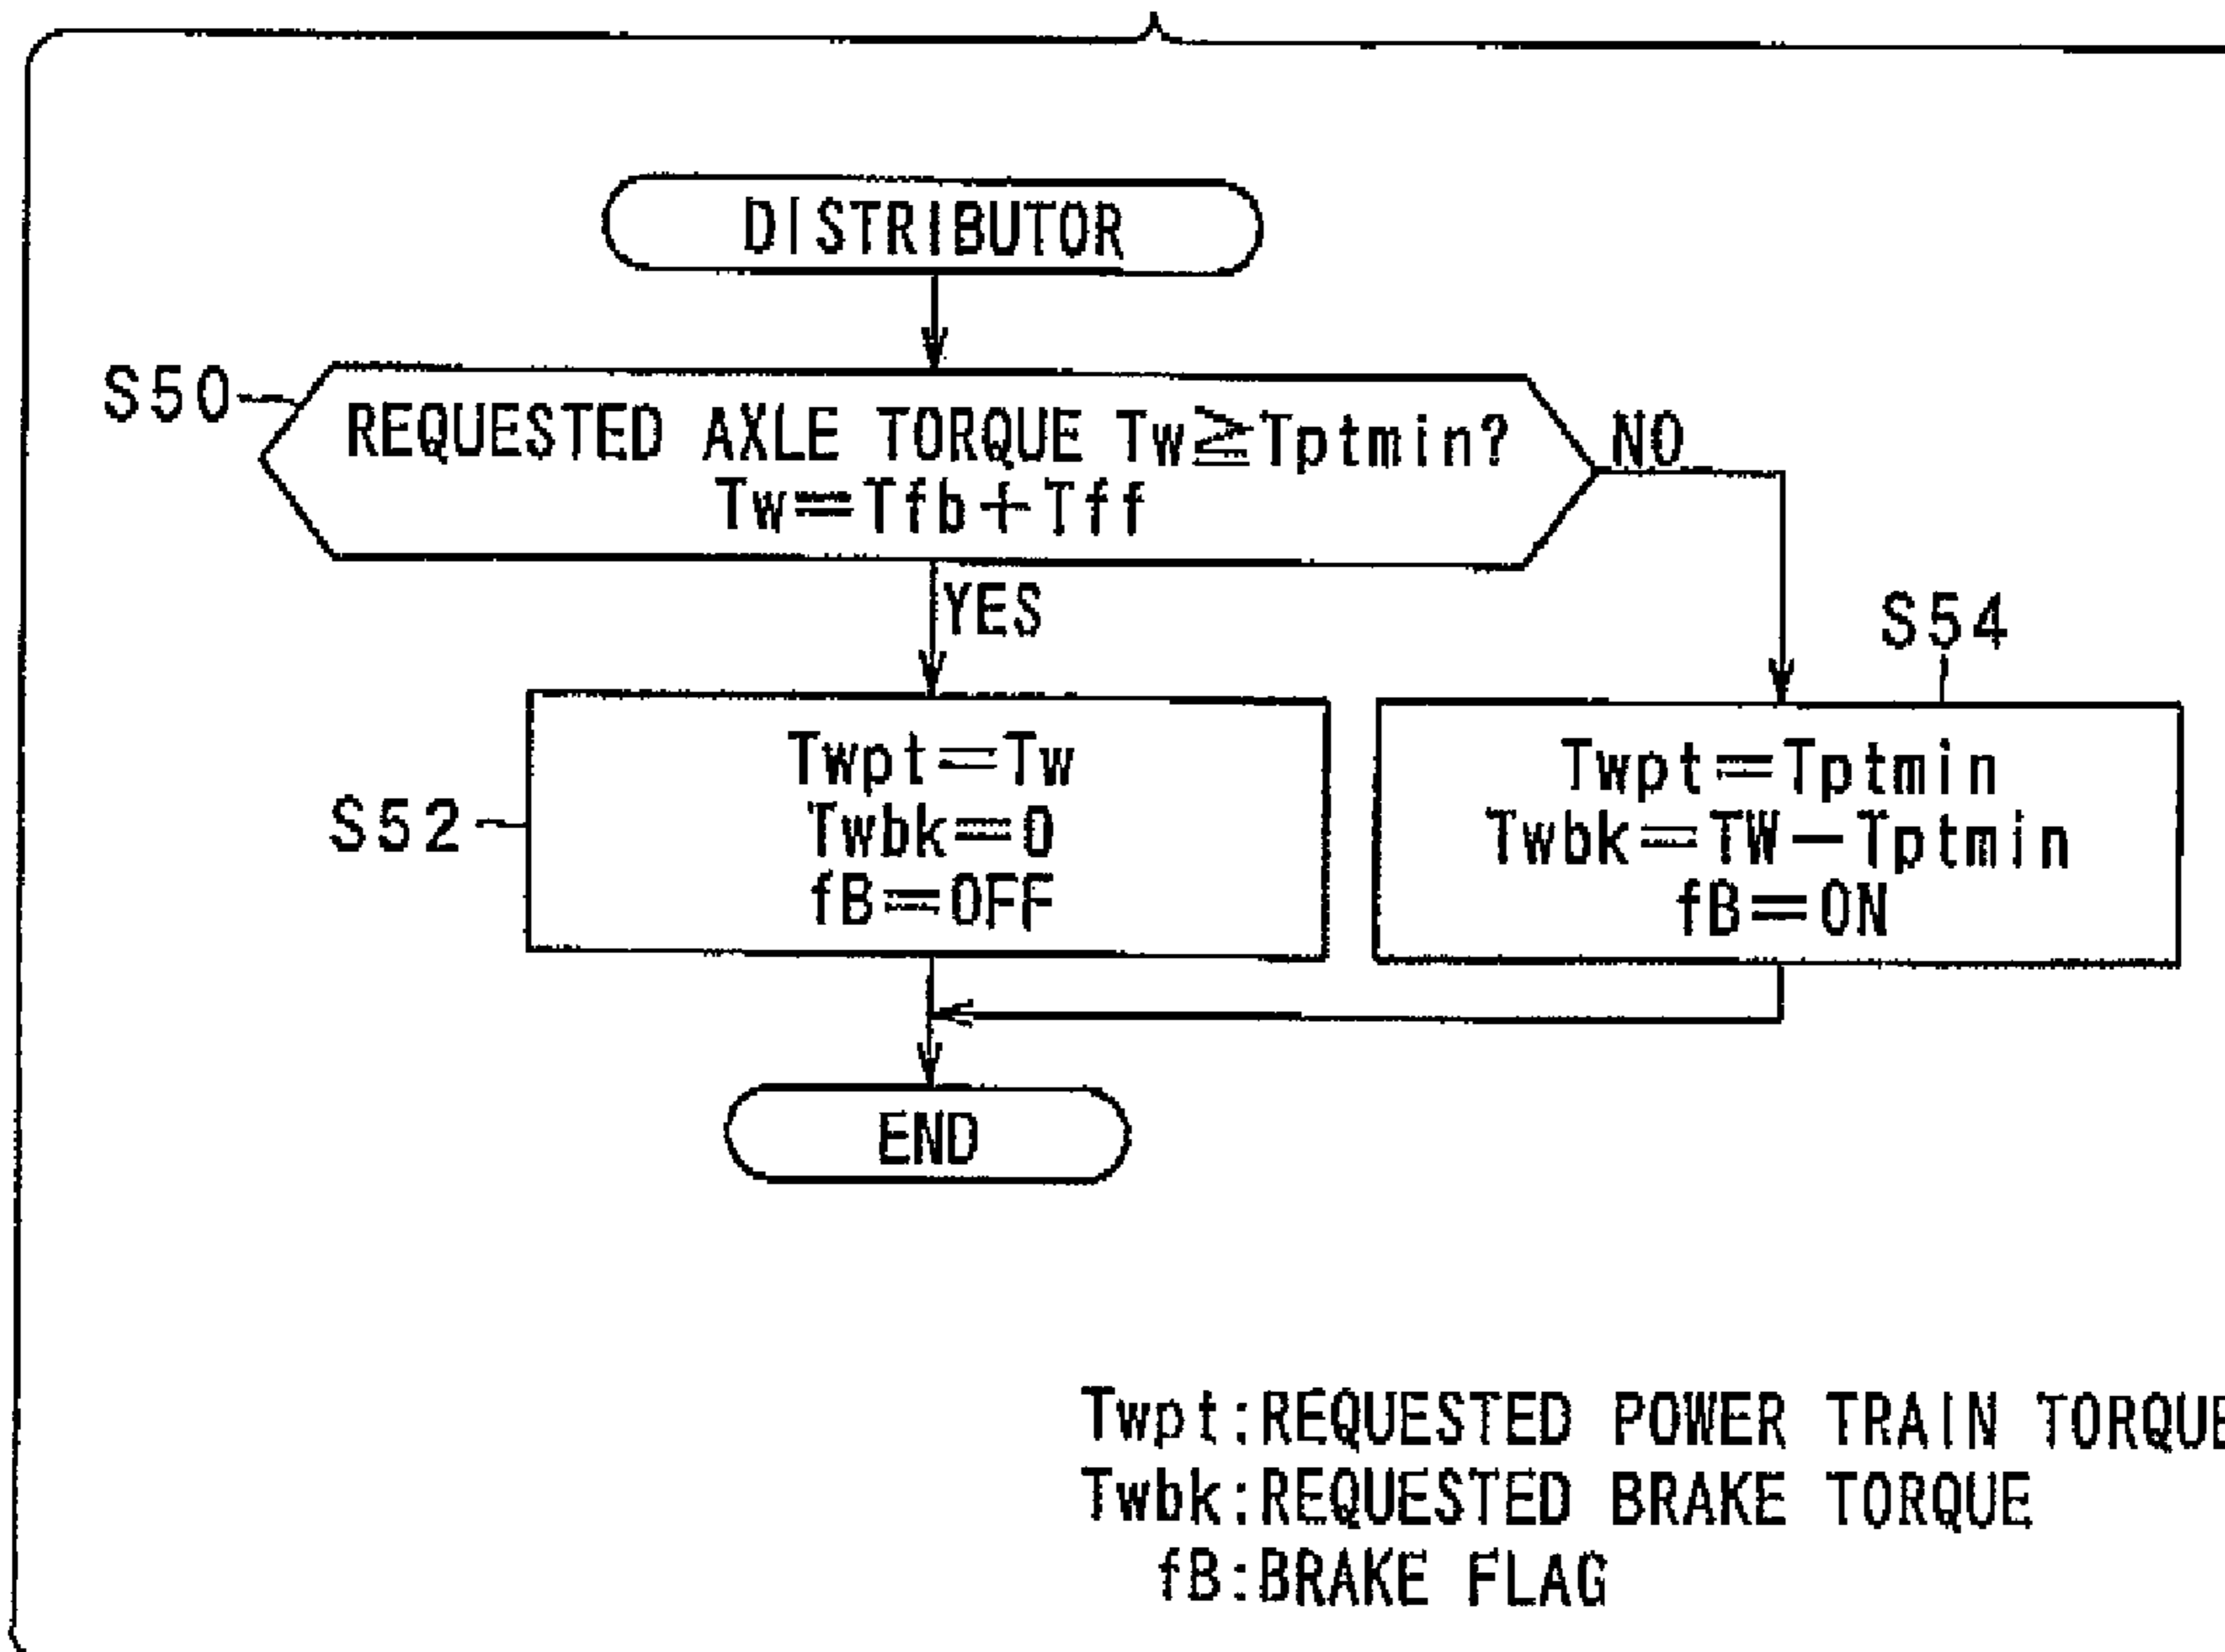 DISTRIBUTOR
S50
REQUESTED AXLE TORQUE Tw≧Tptmin?
Tw=Tfb+Tff
NO
YES
S54
S52
Twpt=Tw
Twbk=0
fB=OFF
Twpt=Tptmin
Twbk=TW-Tptmin
fB=ON
END
Twpt:REQUESTED POWER TRAIN TORQUE
Twbk:REQUESTED BRAKE TORQUE
fB:BRAKE FLAG